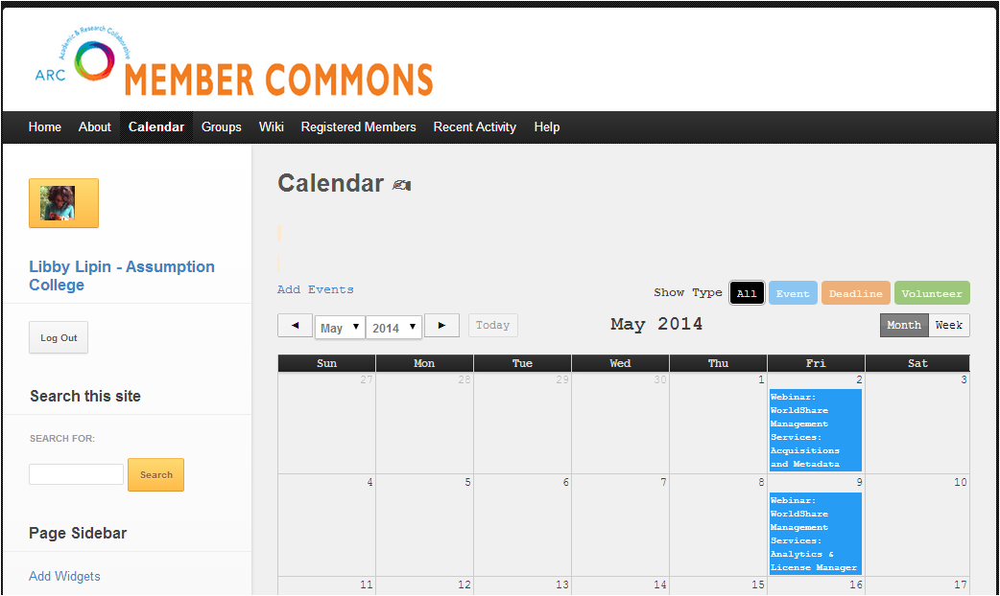 Academic & Research Collaborative
ARC
MEMBER COMMONS
Home About Calendar Groups Wiki Registered Members Recent Activity Help
Calendar
Libby Lipin - Assumption
College
Add Events
Show Type All Event Deadline Volunteer
◄ May ▼ 2014 ▼ ► Today May 2014 Month Week
Log Out
Sun Mon Tue Wed Thu Fri Sat
27 28 29 30 1 2 3
Webinar:
WorldShare
Management
Services:
Acquisitions
and Metadata
Search this site
SEARCH FOR:
Search
4 5 6 7 8 9 10
Webinar:
WorldShare
Management
Services:
Analytics &
License Manager
Page Sidebar
Add Widgets
11 12 13 14 15 16 17